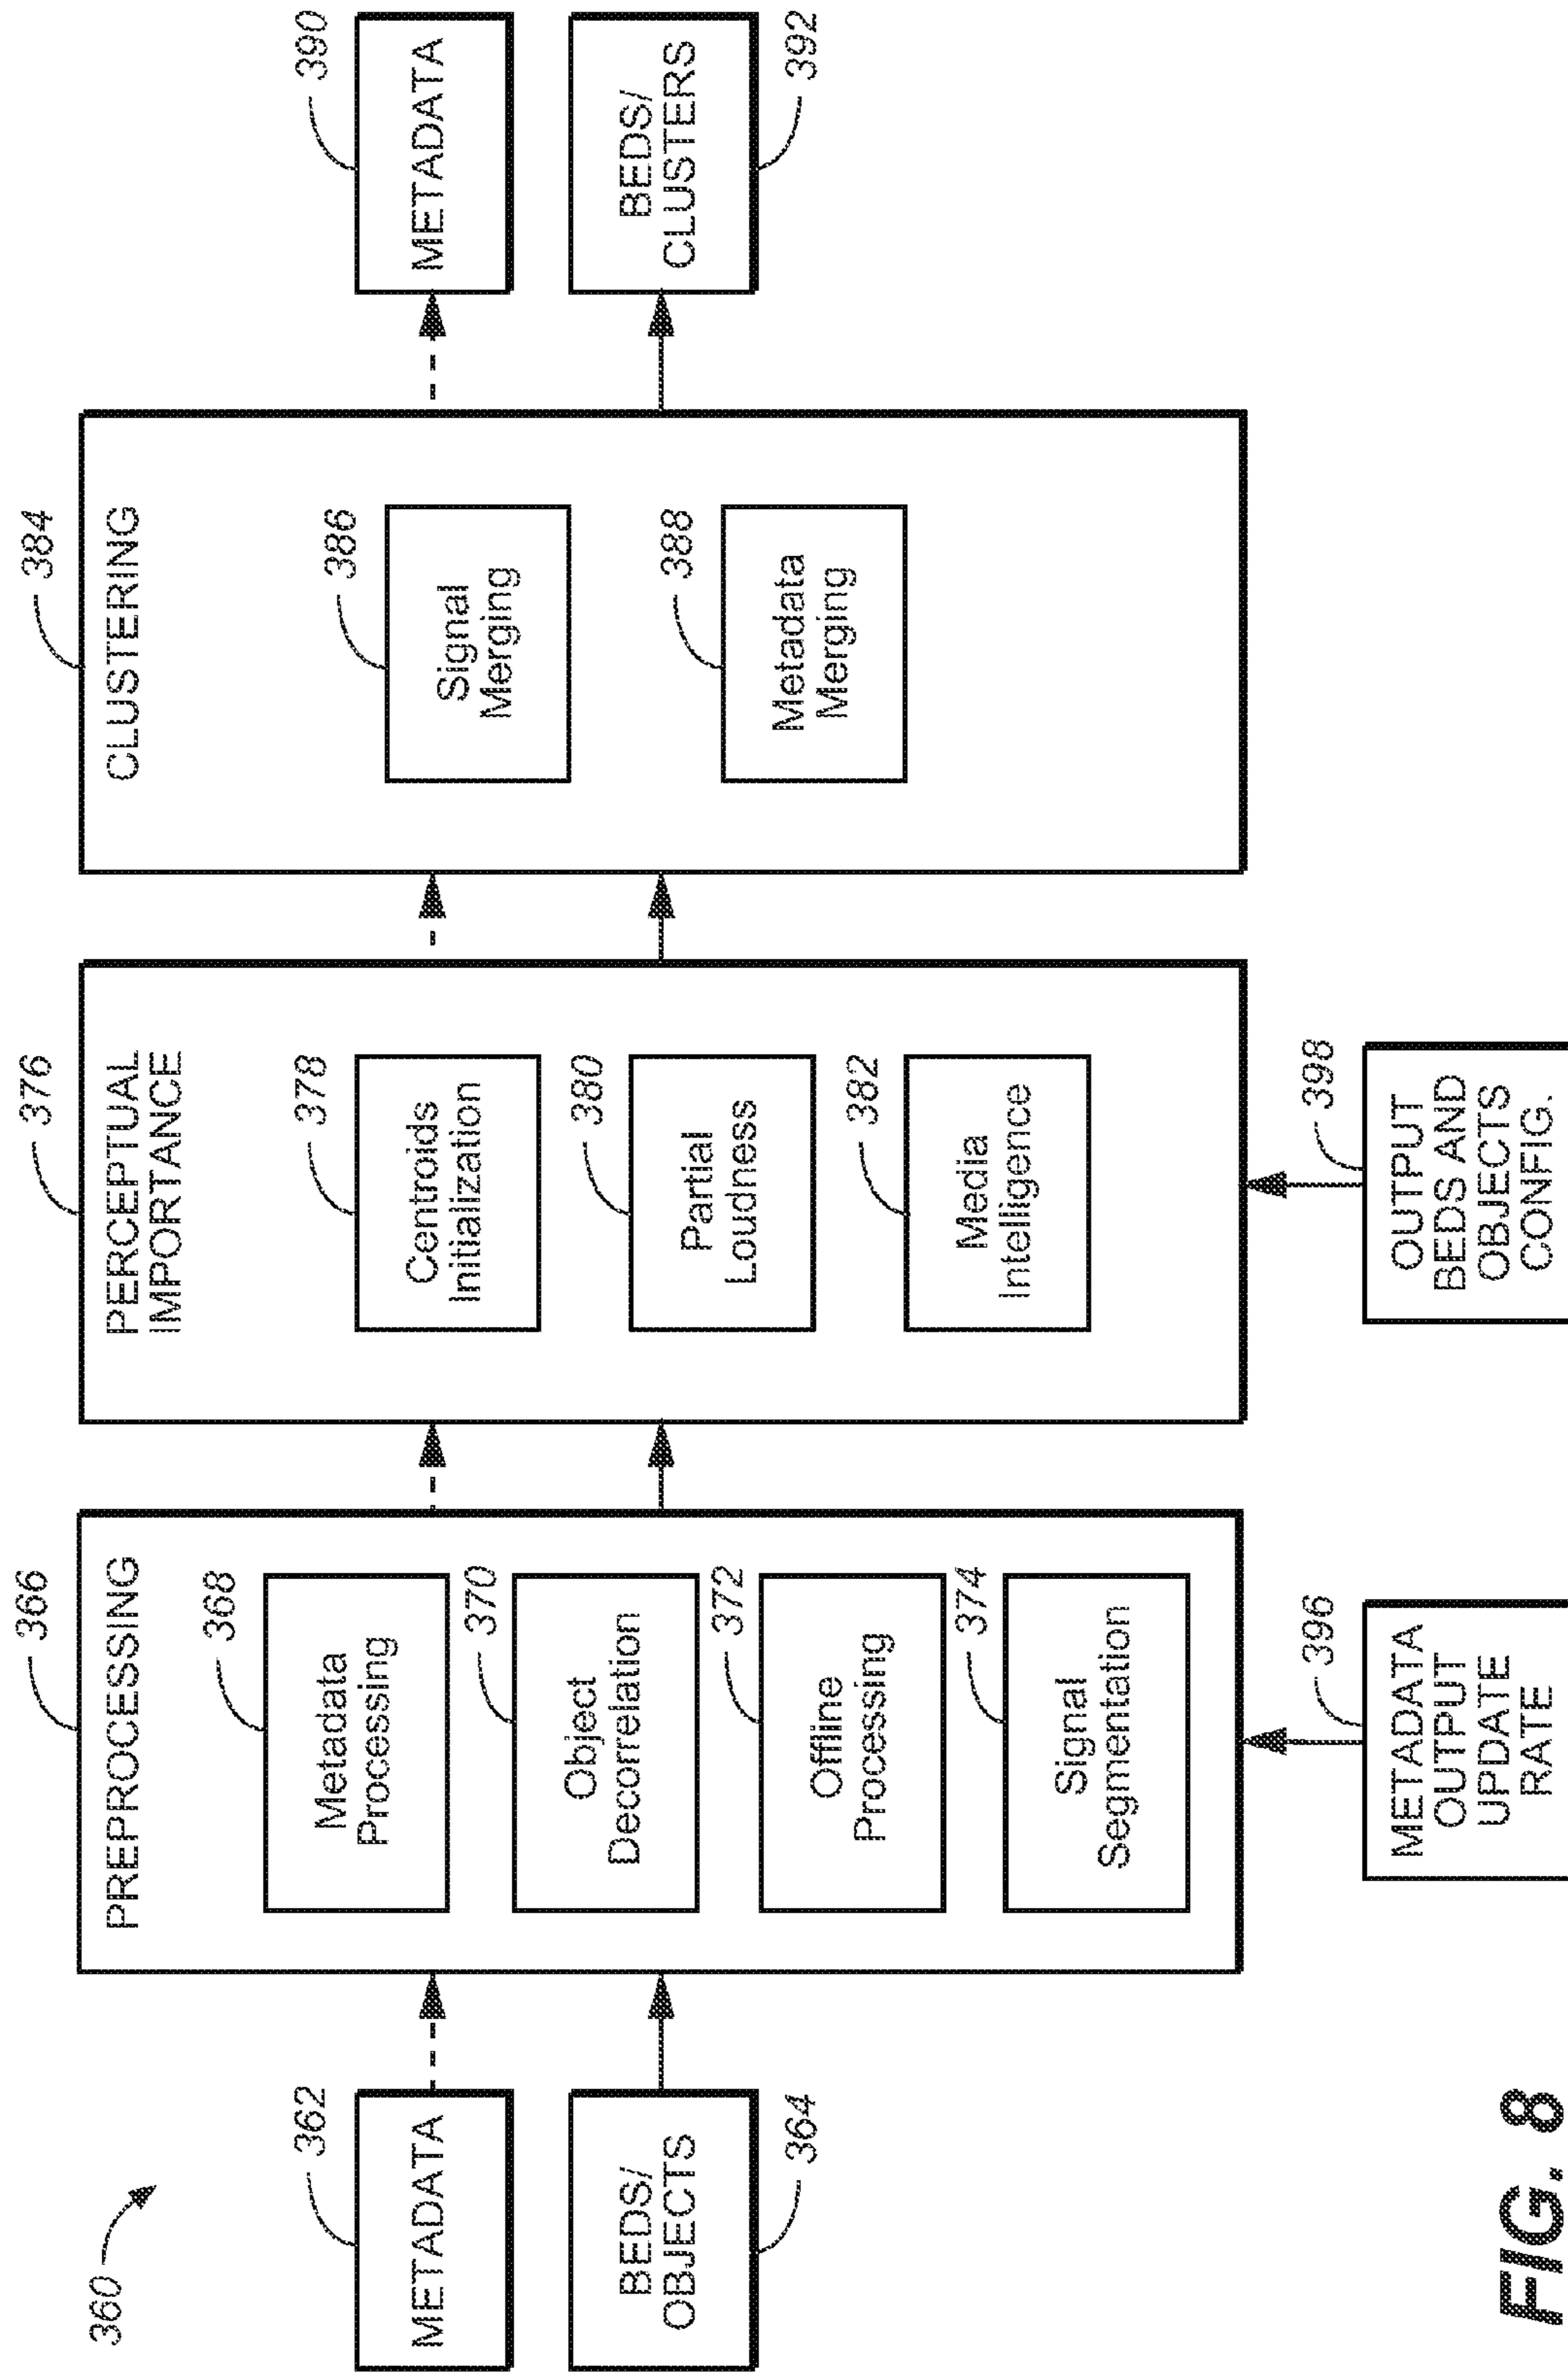 360
362
METADATA
BEDS/
OBJECTS
364
366
PREPROCESSING
368
Metadata
Processing
370
Object
Decorrelation
372
Offline
Processing
374
Signal
Segmentation
396
METADATA
OUTPUT
UPDATE
RATE
376
PERCEPTUAL
IMPORTANCE
378
Centroids
Initialization
380
Partial
Loudness
382
Media
Intelligence
398
OUTPUT
BEDS AND
OBJECTS
CONFIG.
384
CLUSTERING
386
Signal
Merging
388
Metadata
Merging
390
METADATA
BEDS/
CLUSTERS
392
FIG. 8